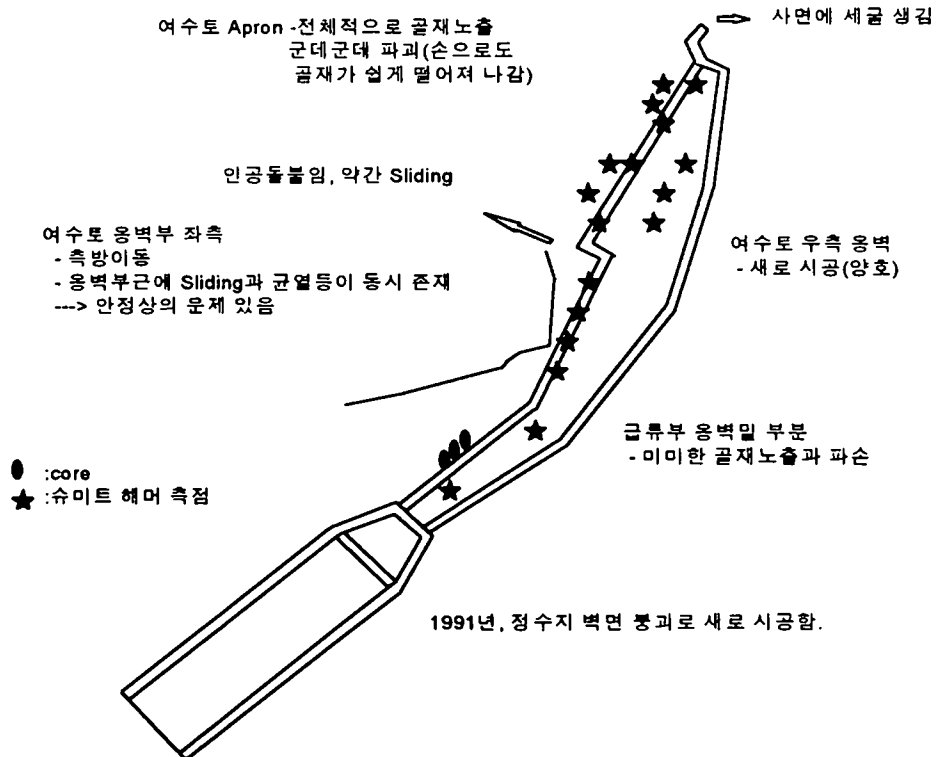 사면에 세굴 생김
여수토 Apron -전체적으로 골재노출
군데군데 파괴(손으로도
골재가 쉽게 떨어져 나감)
인공돌붙임, 약간 Sliding
여수토 옹벽부 좌측
- 측방이동
- 옹벽부근에 Sliding과 균열등이 동시 존재
---> 안정상의 문제 있음
여수토 우측 옹벽
- 새로 시공(양호)
급류부 옹벽밑 부분
- 미미한 골재노출과 파손
:core
:슈미트 해머 측점
1991년, 정수지 벽면 붕괴로 새로 시공함.